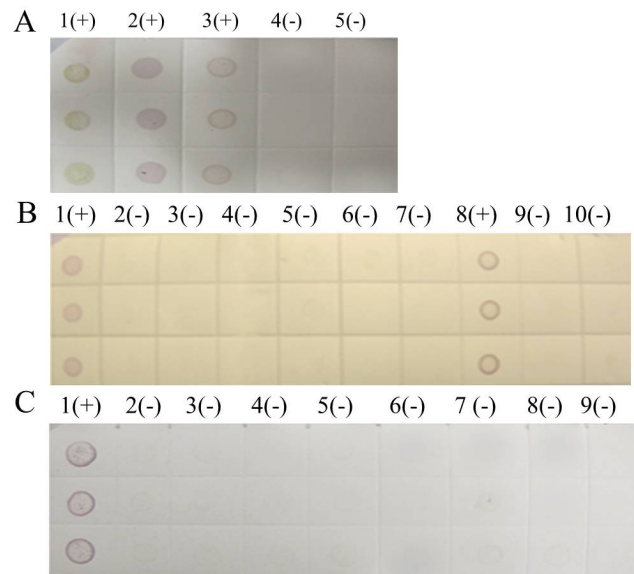 A
1(+) 2(+) 3(+) 4(-) 5(-)
B
1(+) 2(-) 3(-) 4(-) 5(-) 6(-) 7(-) 8(+) 9(-) 10(-)
C
1(+) 2(-) 3(-) 4(-) 5(-) 6(-) 7 (-) 8(-) 9(-)